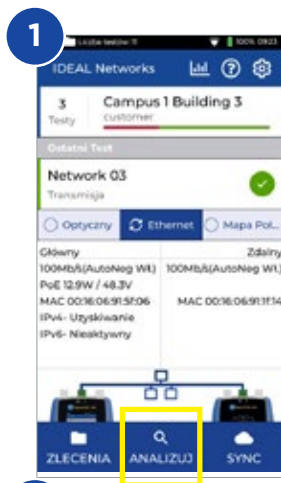 1
Liczba testów: 11
100% 09:23
IDEAL Networks
3
Testy
Campus 1 Building 3
customer
Ostatni Test
Network 03
Transmisja
Optyczny
Ethernet
Mapa Poł...
Główny
Zdalny
100Mb/s(AutoNeg Wł.)
100Mb/s(AutoNeg Wł.)
PoE 12.9W / 48.3V
MAC 00:16:06:91:5f:06
MAC 00:16:06:91:1f:14
IPv4- Uzyskiwanie
IPv6- Nieaktywny
ZLECENIA
ANALIZUJ
SYNC